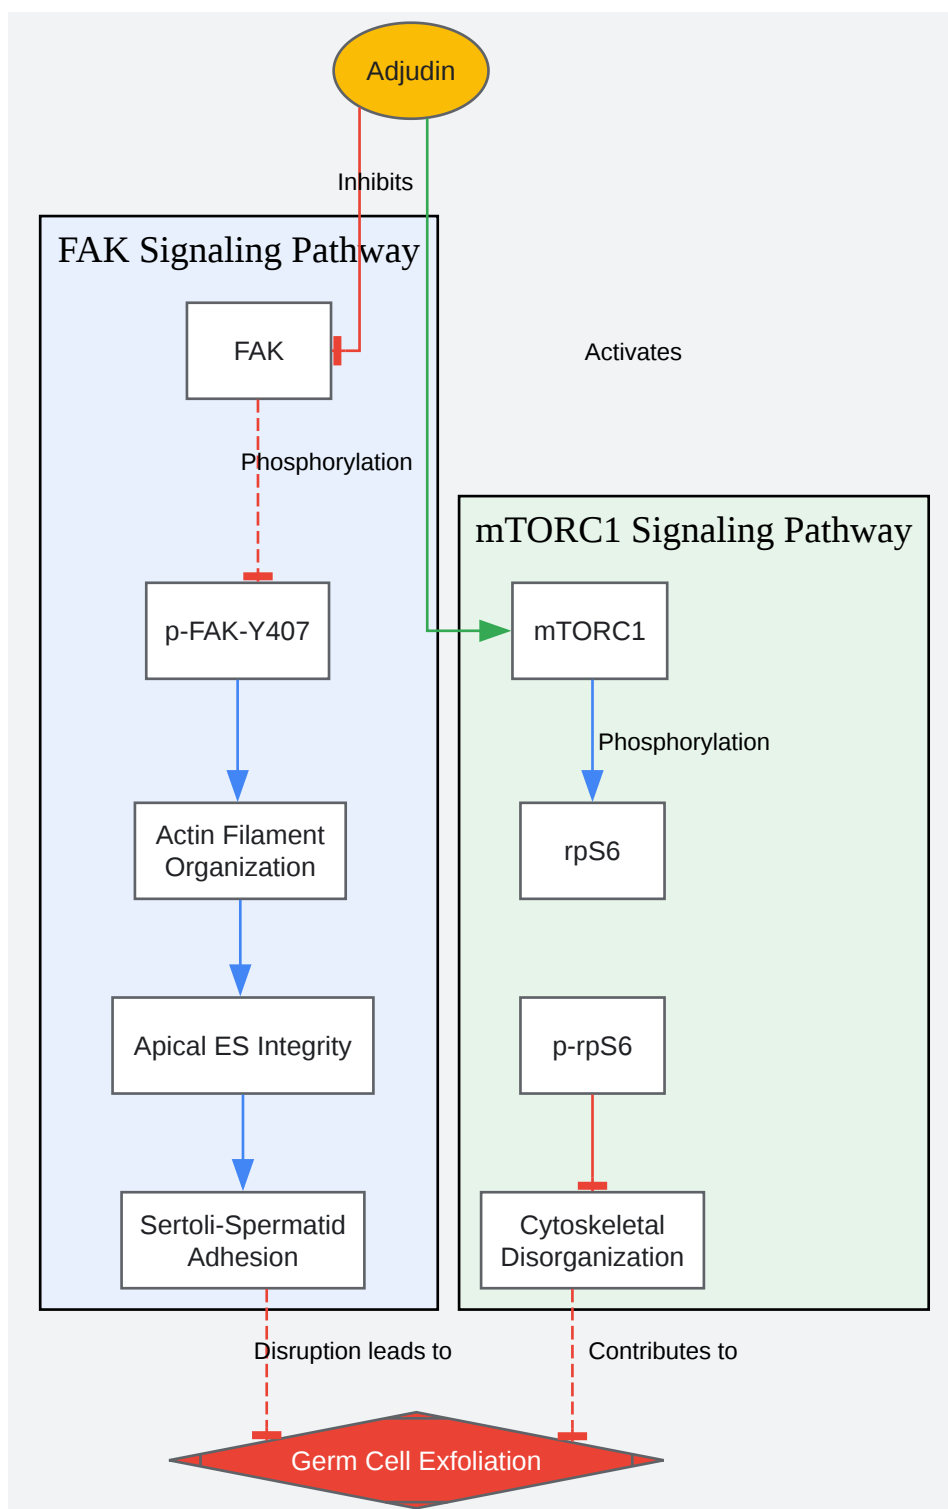 Adjudin
Inhibits
FAK Signaling Pathway
FAK
Activates
Phosphorylation
mTORC1 Signaling Pathway
p-FAK-Y407
mTORC1
Phosphorylation
Actin Filament
Organization
rpS6
Apical ES Integrity
p-rpS6
Sertoli-Spermatid
Adhesion
Cytoskeletal
Disorganization
Disruption leads to
Contributes to
Germ Cell Exfoliation